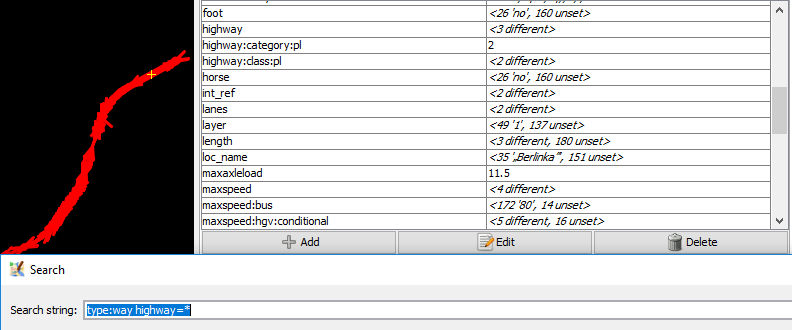 foot <26 'no', 160 unset>
highway <3 different>
highway:category:pl 2
highway:class:pl <2 different>
horse <26 'no', 160 unset>
int_ref <2 different>
lanes <2 different>
layer <49 '1', 137 unset>
length <3 different, 180 unset>
loc_name <35 '„Berlinka”', 151 unset>
maxaxleload 11.5
maxspeed <4 different>
maxspeed:bus <172 '80', 14 unset>
maxspeed:hgv:conditional <5 different, 16 unset>
Add Edit Delete
Search
Search string: type:way highway=*